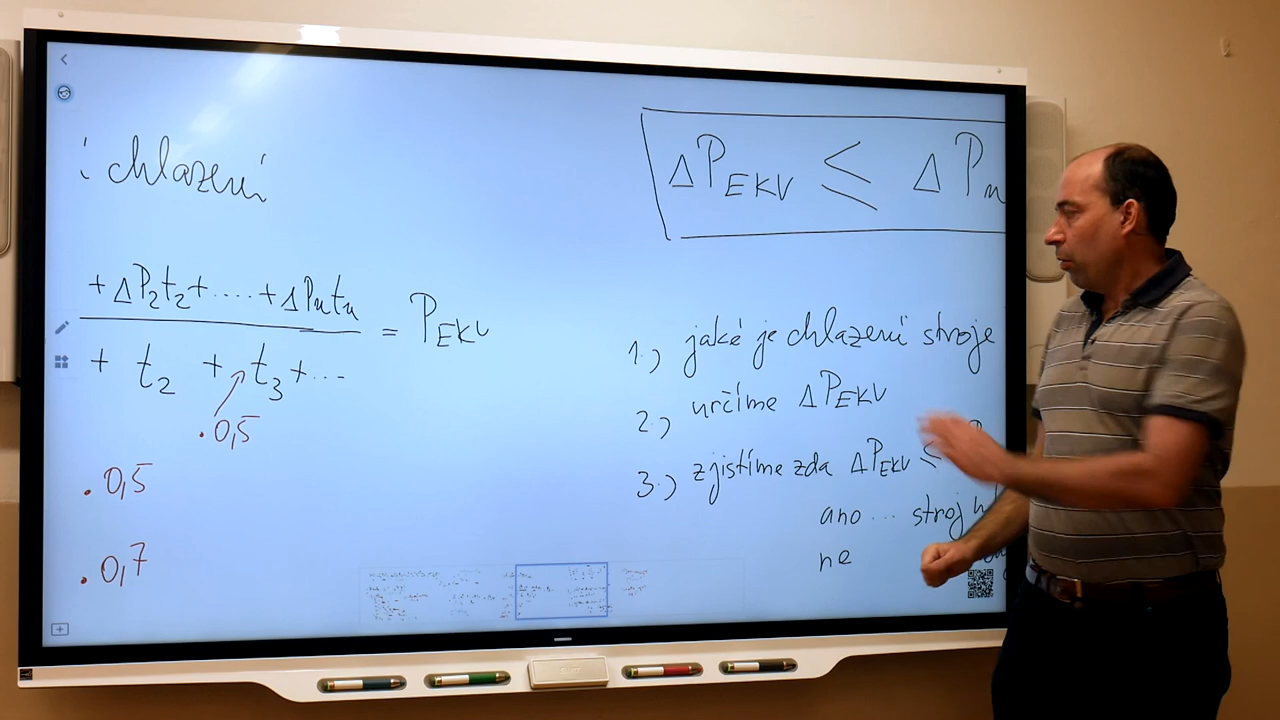 i chlazení
ΔP_EKV ≤ ΔP_n
+ΔP₂t₂+....+ΔPₙtₙ
+ t₂ + t₃+...
= P_EKV
.0,5
.0,5
.0,7
1.) jaké je chlazení stroje
2.) určíme ΔP_EKV
3.) zjistíme zda ΔP_EKV ≤
ano ... stroj
ne